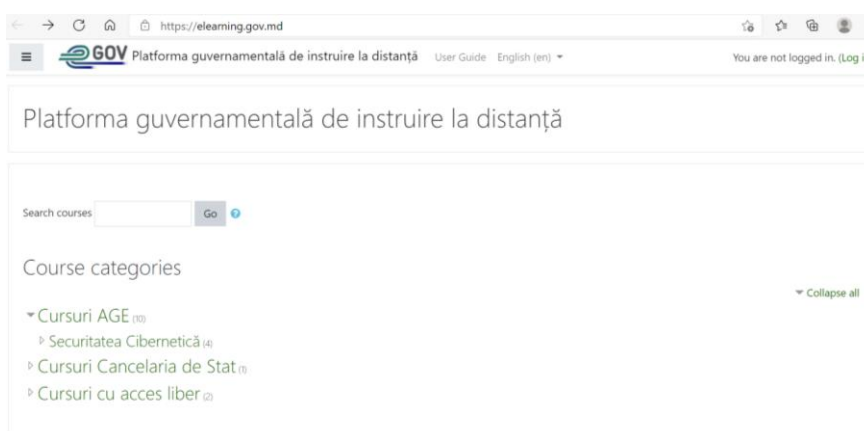 https://elearning.gov.md
GOV Platforma guvernamentală de instruire la distanță User Guide English (en) You are not logged in. (Log i
Platforma guvernamentală de instruire la distanță
Search courses Go
Course categories
Collapse all
Cursuri AGE (10)
Securitatea Cibernetică (4)
Cursuri Cancelaria de Stat (1)
Cursuri cu acces liber (2)